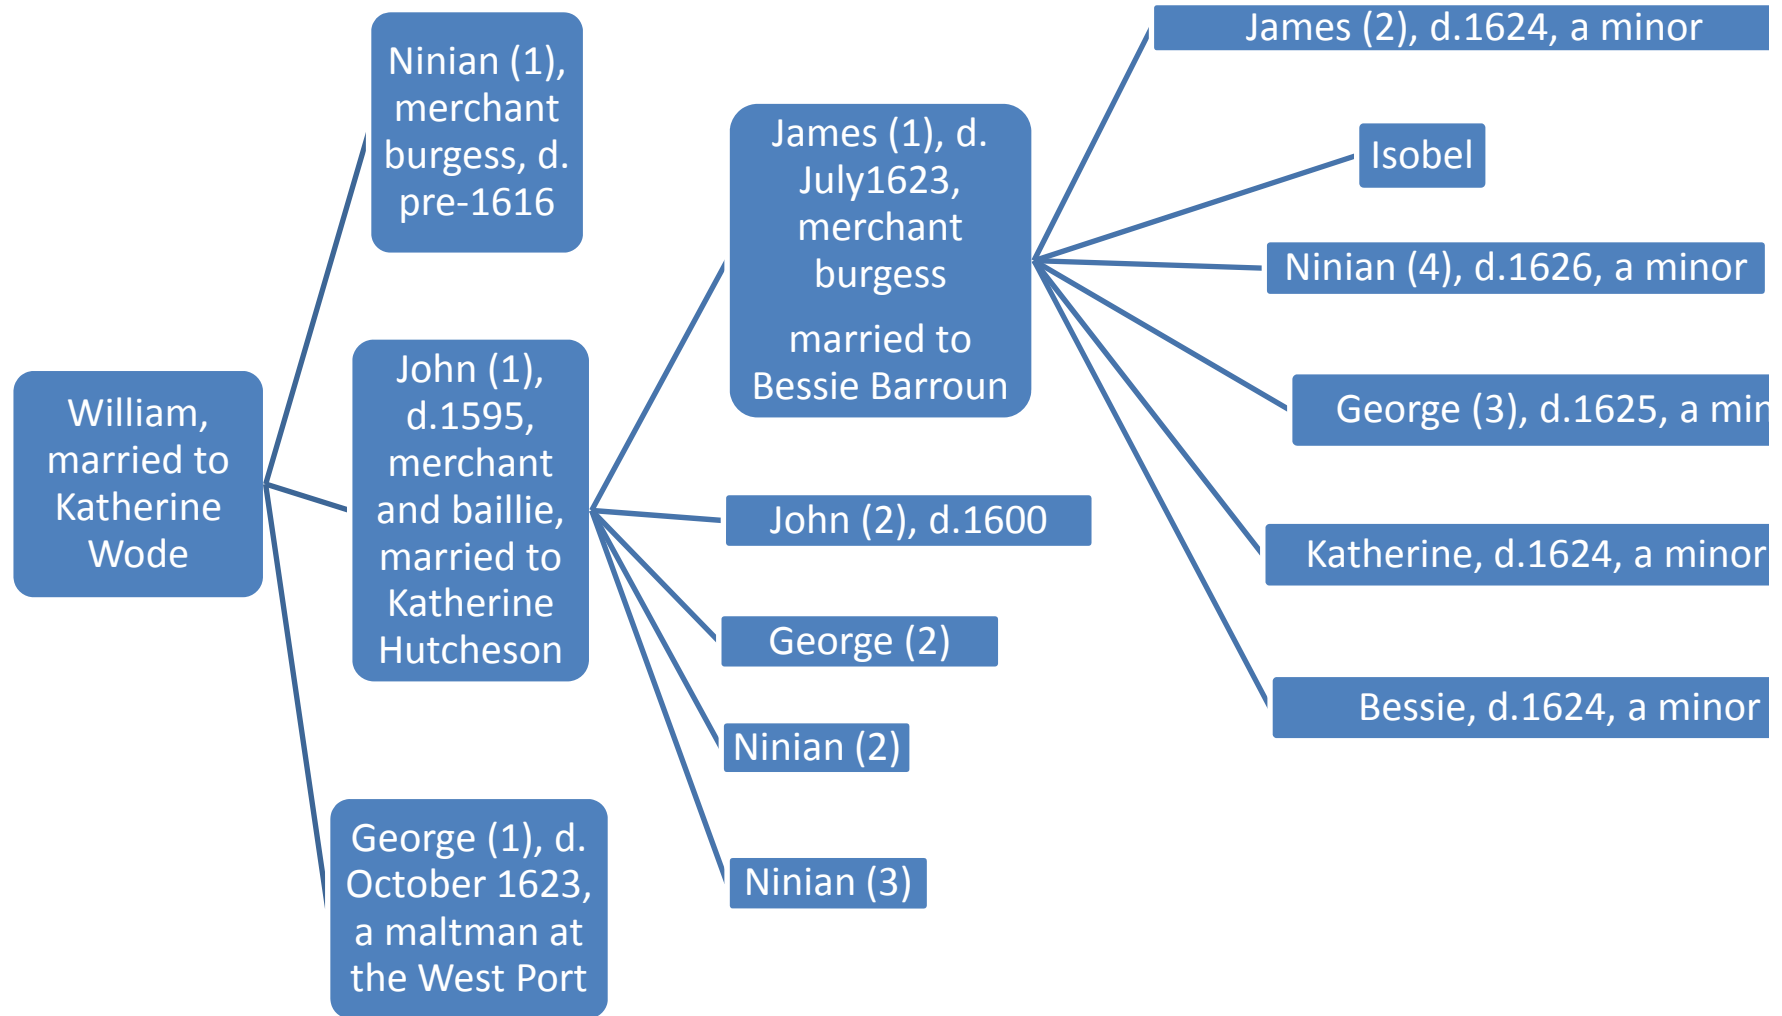 William,
married to
Katherine
Wode
Ninian (1),
merchant
burgess, d.
pre-1616
John (1),
d.1595,
merchant
and baillie,
married to
Katherine
Hutcheson
George (1), d.
October 1623,
a maltman at
the West Port
James (1), d.
July1623,
merchant
burgess
married to
Bessie Barroun
John (2), d.1600
George (2)
Ninian (2)
Ninian (3)
James (2), d.1624, a minor
Isobel
Ninian (4), d.1626, a minor
George (3), d.1625, a min
Katherine, d.1624, a minor
Bessie, d.1624, a minor